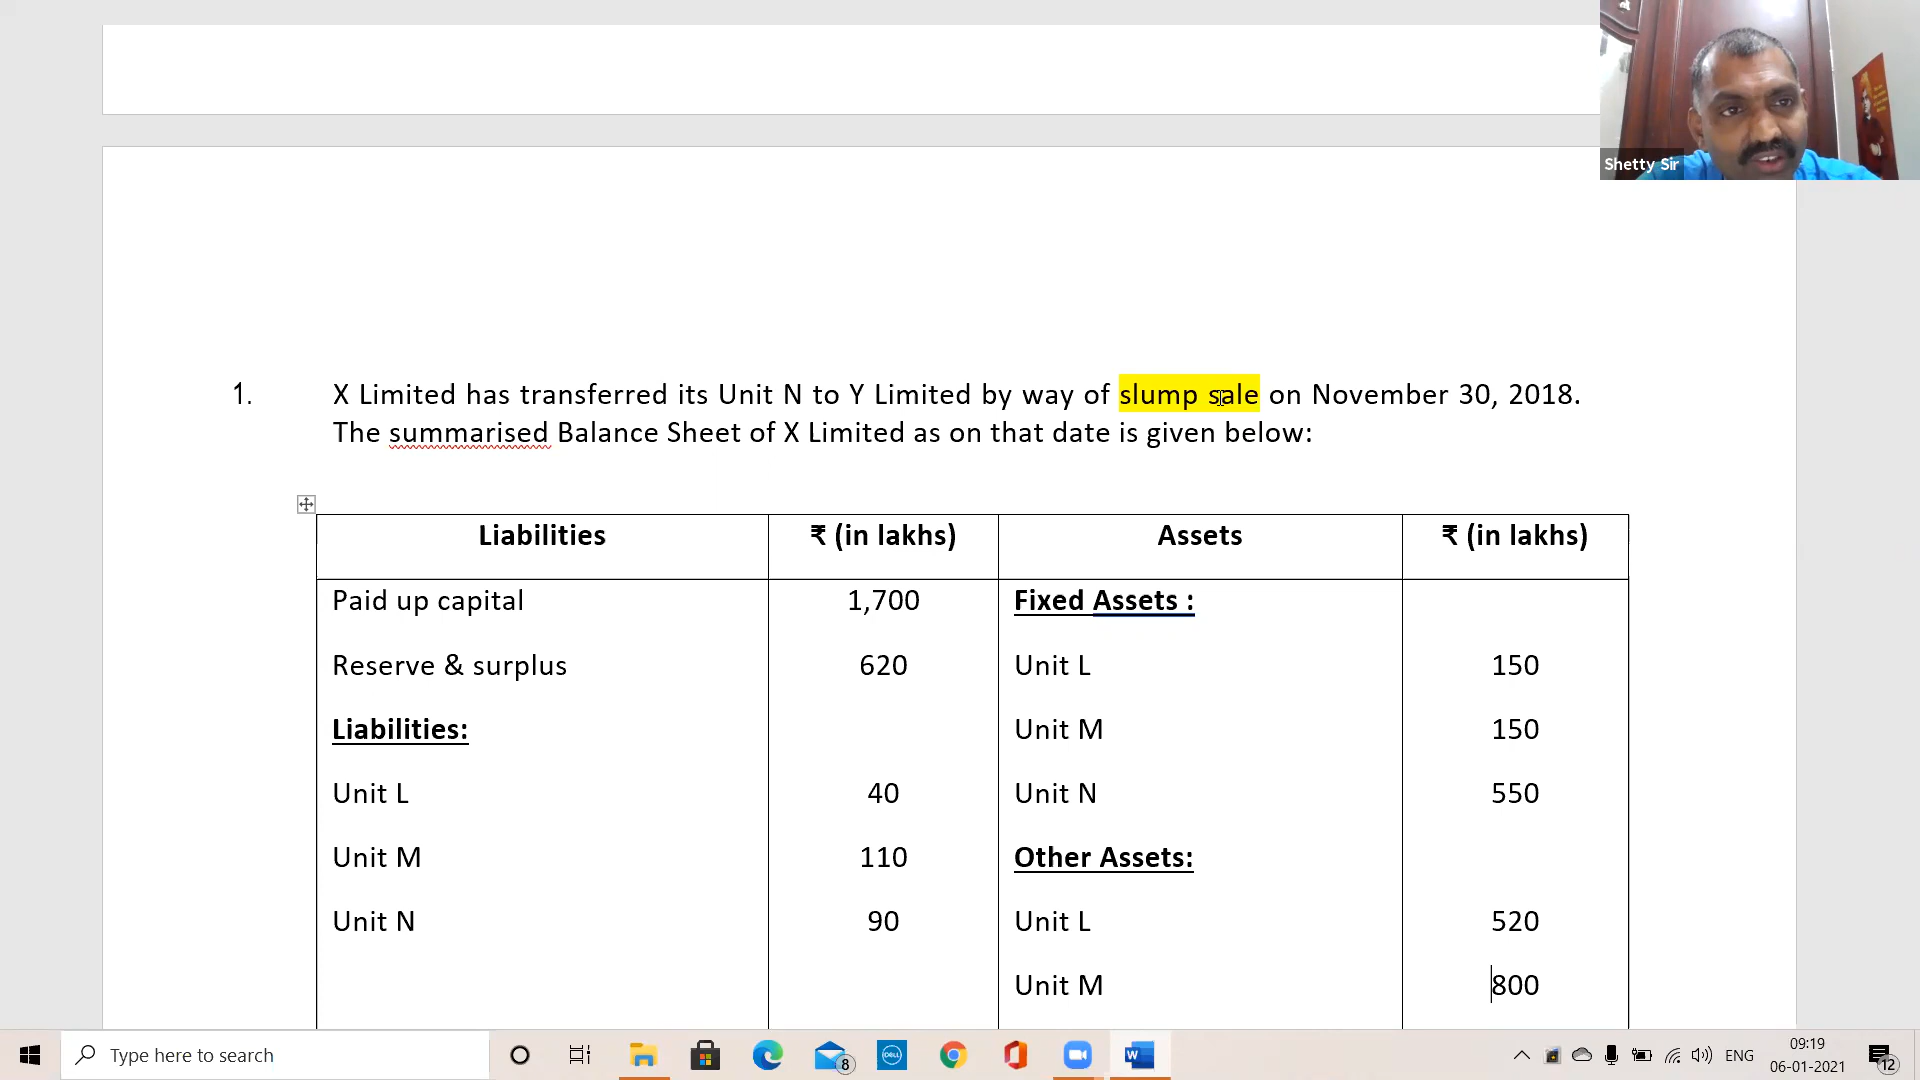 Shetty Sir
1. X Limited has transferred its Unit N to Y Limited by way of slump sale on November 30, 2018.
The summarised Balance Sheet of X Limited as on that date is given below:
Liabilities ₹ (in lakhs) Assets ₹ (in lakhs)
Paid up capital 1,700 Fixed Assets :
Reserve & surplus 620 Unit L 150
Liabilities: Unit M 150
Unit L 40 Unit N 550
Unit M 110 Other Assets:
Unit N 90 Unit L 520
Unit M 800
Type here to search
8
DELL
W
ENG
09:19
06-01-2021
12